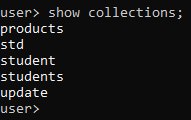 user> show collections;
products
std
student
students
update
user>